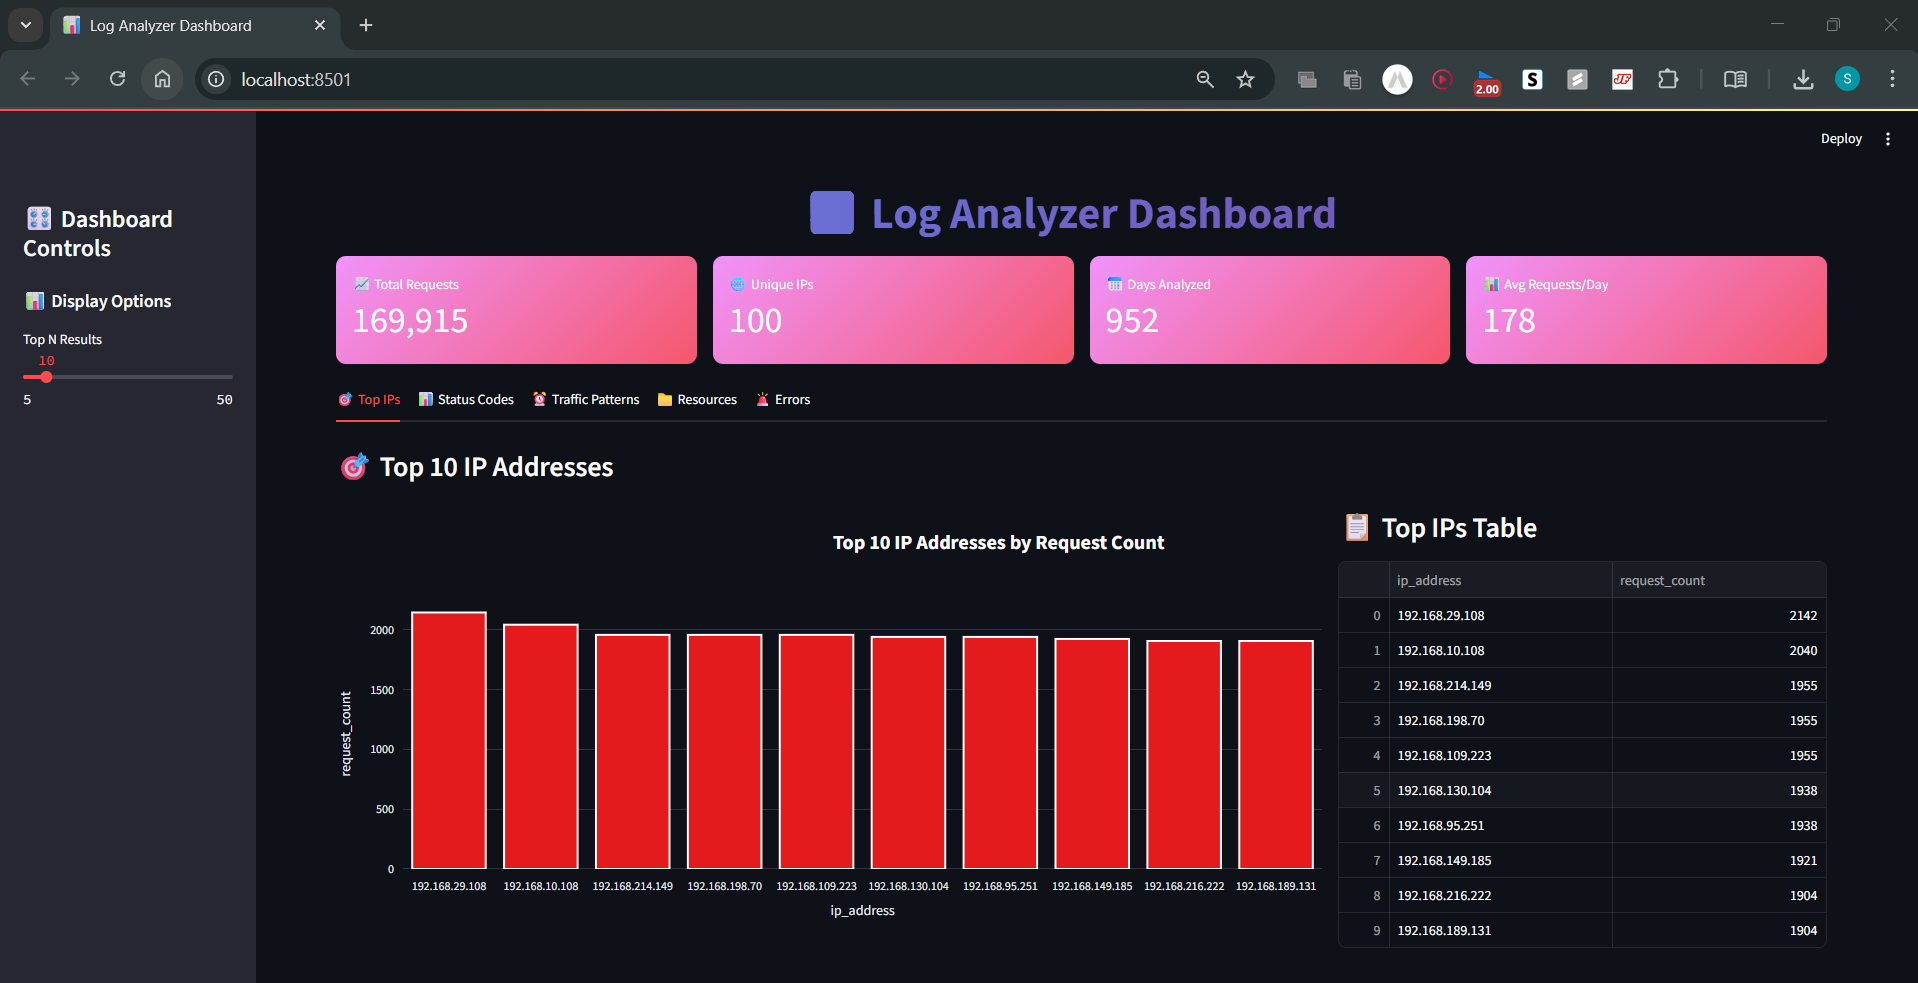 Log Analyzer Dashboard
localhost:8501
2.00
S
JF
S
Deploy
Dashboard
Controls
Display Options
Top N Results
10
5 50
Log Analyzer Dashboard
Total Requests
169,915
Unique IPs
100
Days Analyzed
952
Avg Requests/Day
178
Top IPs Status Codes Traffic Patterns Resources Errors
Top 10 IP Addresses
Top 10 IP Addresses by Request Count
request_count
2000
1500
1000
500
0
192.168.29.108 192.168.10.108 192.168.214.149 192.168.198.70 192.168.109.223 192.168.130.104 192.168.95.251 192.168.149.185 192.168.216.222 192.168.189.131
ip_address
Top IPs Table
ip_address request_count
0 192.168.29.108 2142
1 192.168.10.108 2040
2 192.168.214.149 1955
3 192.168.198.70 1955
4 192.168.109.223 1955
5 192.168.130.104 1938
6 192.168.95.251 1938
7 192.168.149.185 1921
8 192.168.216.222 1904
9 192.168.189.131 1904